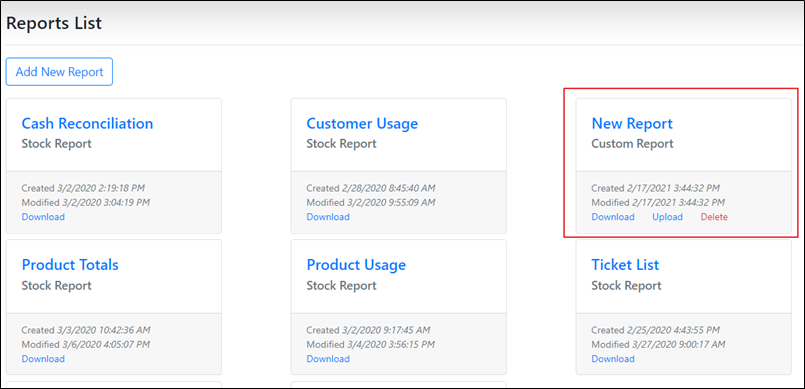 Reports List
Add New Report
Cash Reconciliation
Stock Report
Created 3/2/2020 2:19:18 PM
Modified 3/2/2020 3:04:19 PM
Download
Customer Usage
Stock Report
Created 2/28/2020 8:45:40 AM
Modified 3/2/2020 9:55:09 AM
Download
New Report
Custom Report
Created 2/17/2021 3:44:32 PM
Modified 2/17/2021 3:44:32 PM
Download Upload Delete
Product Totals
Stock Report
Created 3/3/2020 10:42:36 AM
Modified 3/6/2020 4:05:07 PM
Download
Product Usage
Stock Report
Created 3/2/2020 9:17:45 AM
Modified 3/4/2020 3:56:15 PM
Download
Ticket List
Stock Report
Created 2/25/2020 4:43:55 PM
Modified 3/27/2020 9:00:17 AM
Download